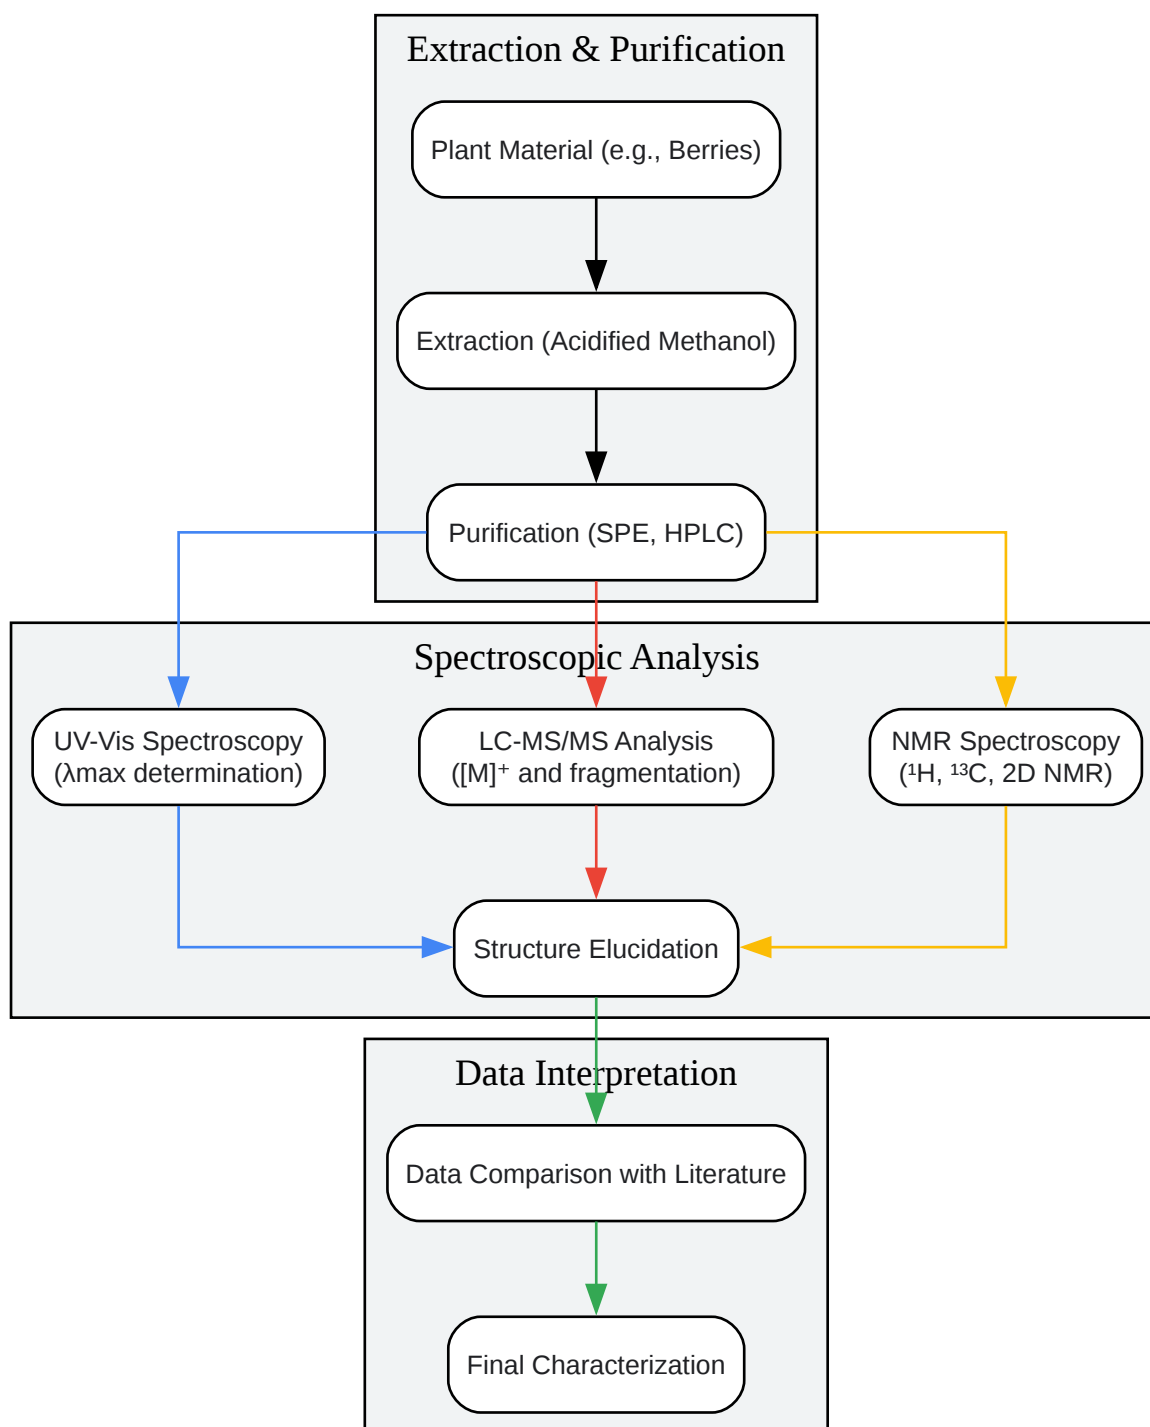 Extraction & Purification
Plant Material (e.g., Berries)
Extraction (Acidified Methanol)
Purification (SPE, HPLC)
Spectroscopic Analysis
UV-Vis Spectroscopy
(λmax determination)
LC-MS/MS Analysis
([M]⁺ and fragmentation)
NMR Spectroscopy
(¹H, ¹³C, 2D NMR)
Structure Elucidation
Data Interpretation
Data Comparison with Literature
Final Characterization